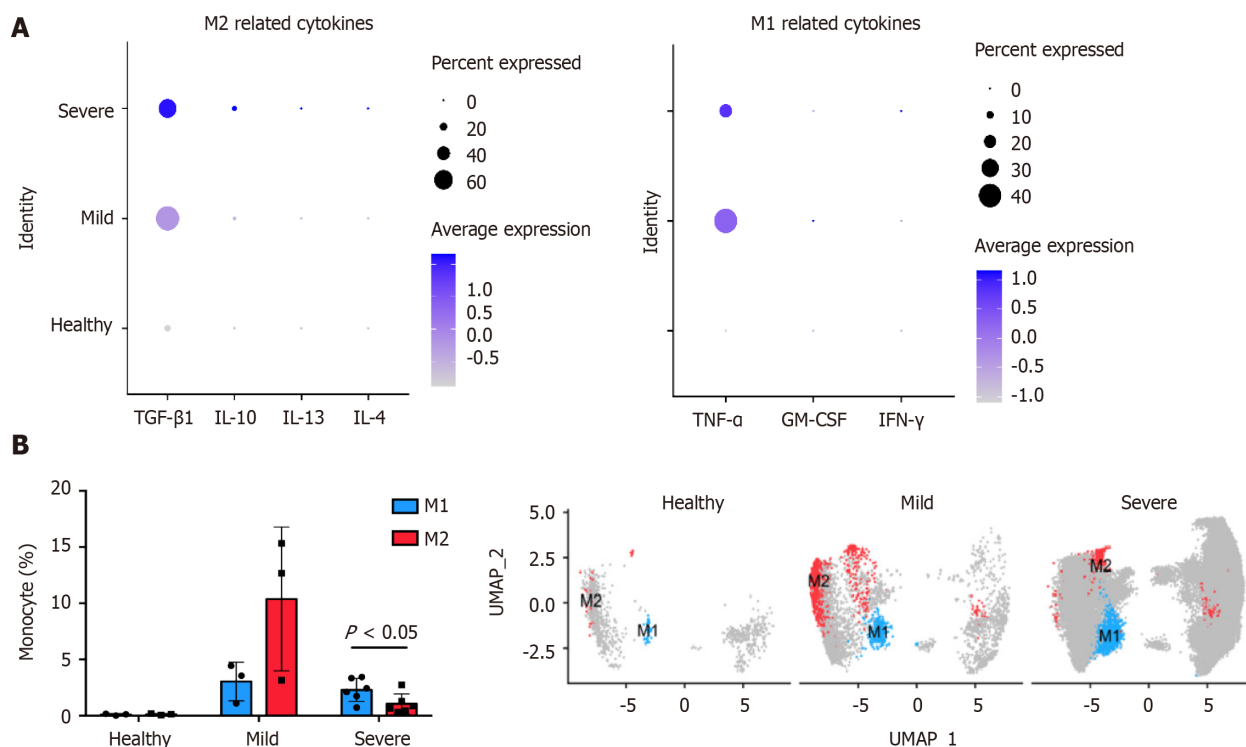 A
M2 related cytokines
Identity
Severe
Mild
Healthy
TGF-β1 IL-10 IL-13 IL-4
Percent expressed
0
20
40
60
Average expression
1.0
0.5
0.0
-0.5
M1 related cytokines
Identity
TNF-α GM-CSF IFN-γ
Percent expressed
0
10
20
30
40
Average expression
1.0
0.0
-1.0
B
Monocyte (%)
20
15
10
5
0
M1
M2
P < 0.05
Healthy Mild Severe
Healthy Mild Severe
UMAP_2
5.0
2.5
0.0
-2.5
M2
M1
M2
M1
M2
M1
-5 0 5 -5 0 5 -5 0 5
UMAP_1